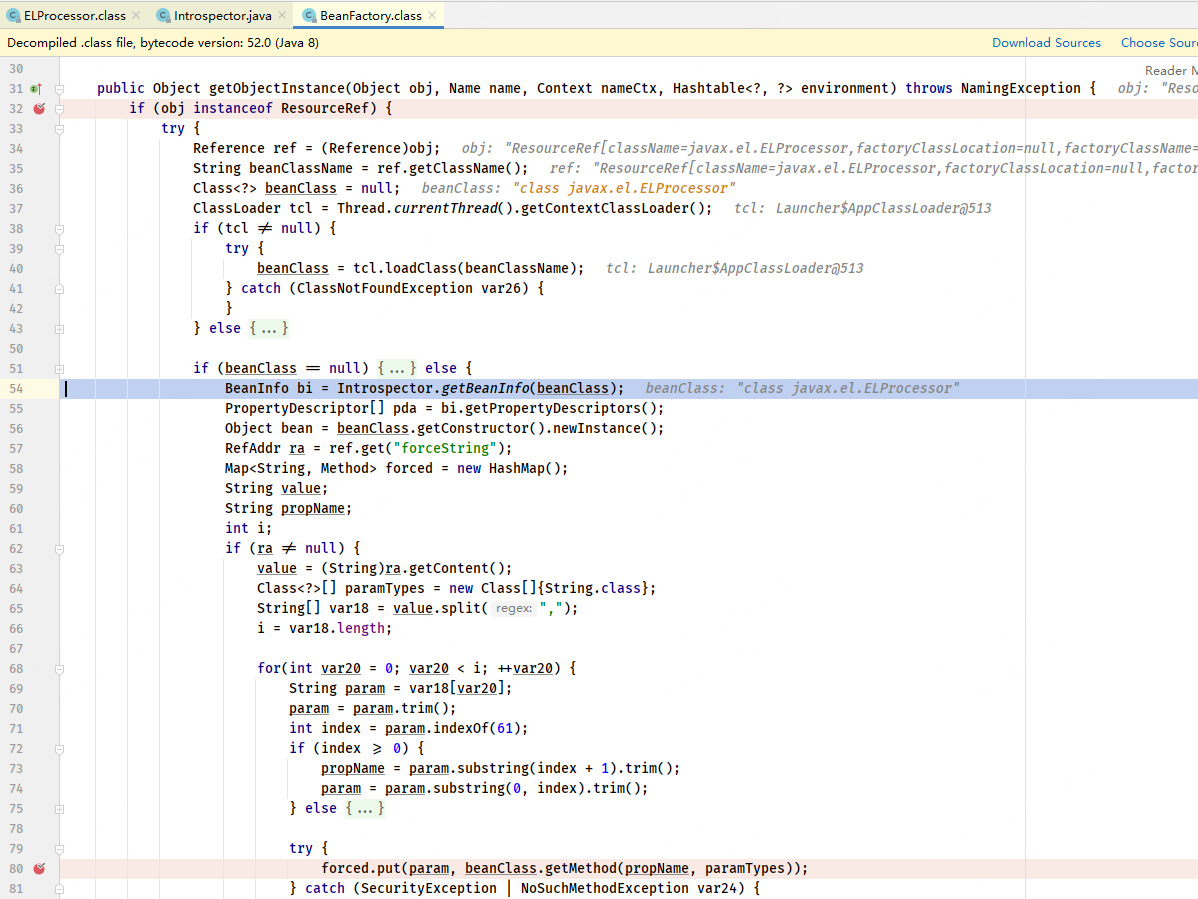 ELProcessor.class Introspector.java BeanFactory.class
Decompiled .class file, bytecode version: 52.0 (Java 8) Download Sources Choose Sour
30 Reader M
31 public Object getObjectInstance(Object obj, Name name, Context nameCtx, Hashtable<?, ?> environment) throws NamingException { obj: "Reso
32 if (obj instanceof ResourceRef) {
33 try {
34 Reference ref = (Reference)obj; obj: "ResourceRef[className=javax.el.ELProcessor,factoryClassLocation=null,factoryClassName=
35 String beanClassName = ref.getClassName(); ref: "ResourceRef[className=javax.el.ELProcessor,factoryClassLocation=null,factor
36 Class<?> beanClass = null; beanClass: "class javax.el.ELProcessor"
37 ClassLoader tcl = Thread.currentThread().getContextClassLoader(); tcl: Launcher$AppClassLoader@513
38 if (tcl ≠ null) {
39 try {
40 beanClass = tcl.loadClass(beanClassName); tcl: Launcher$AppClassLoader@513
41 } catch (ClassNotFoundException var26) {
42 }
43 } else {...}
50
51 if (beanClass == null) {...} else {
54 BeanInfo bi = Introspector.getBeanInfo(beanClass); beanClass: "class javax.el.ELProcessor"
55 PropertyDescriptor[] pda = bi.getPropertyDescriptors();
56 Object bean = beanClass.getConstructor().newInstance();
57 RefAddr ra = ref.get("forceString");
58 Map<String, Method> forced = new HashMap();
59 String value;
60 String propName;
61 int i;
62 if (ra ≠ null) {
63 value = (String)ra.getContent();
64 Class<?>[] paramTypes = new Class[]{String.class};
65 String[] var18 = value.split( regex: ",");
66 i = var18.length;
67
68 for(int var20 = 0; var20 < i; ++var20) {
69 String param = var18[var20];
70 param = param.trim();
71 int index = param.indexOf(61);
72 if (index ⩾ 0) {
73 propName = param.substring(index + 1).trim();
74 param = param.substring(0, index).trim();
75 } else {...}
78
79 try {
80 forced.put(param, beanClass.getMethod(propName, paramTypes));
81 } catch (SecurityException | NoSuchMethodException var24) {